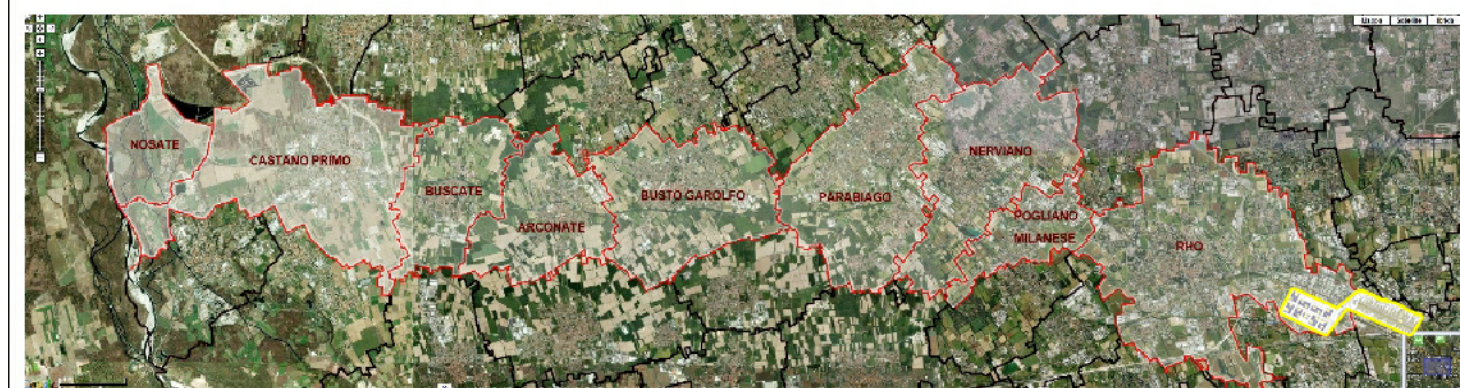 NOSATE
CASTANO PRIMO
BUSCATE
ARCONATE
BUSTO GAROLFO
PARABIAGO
NERVIANO
POGLIANO
MILANESE
RHO